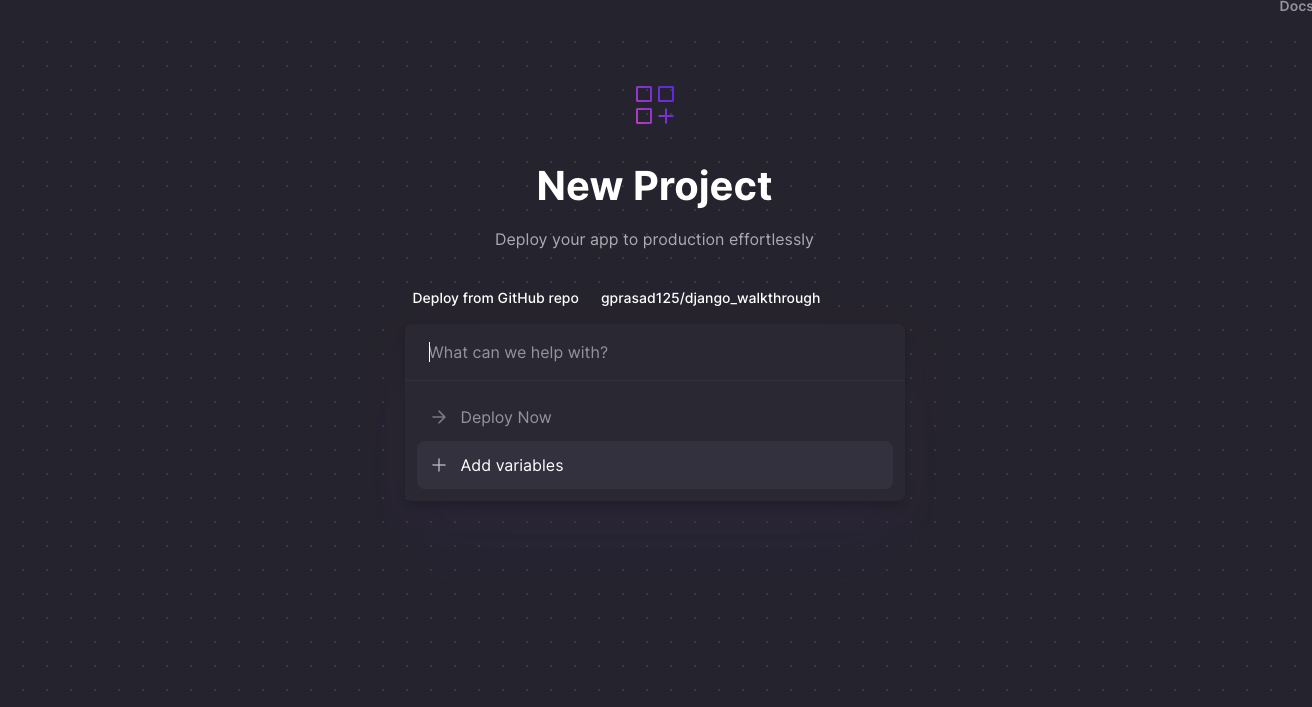 Docs
New Project
Deploy your app to production effortlessly
Deploy from GitHub repo gprasad125/django_walkthrough
What can we help with?
Deploy Now
Add variables